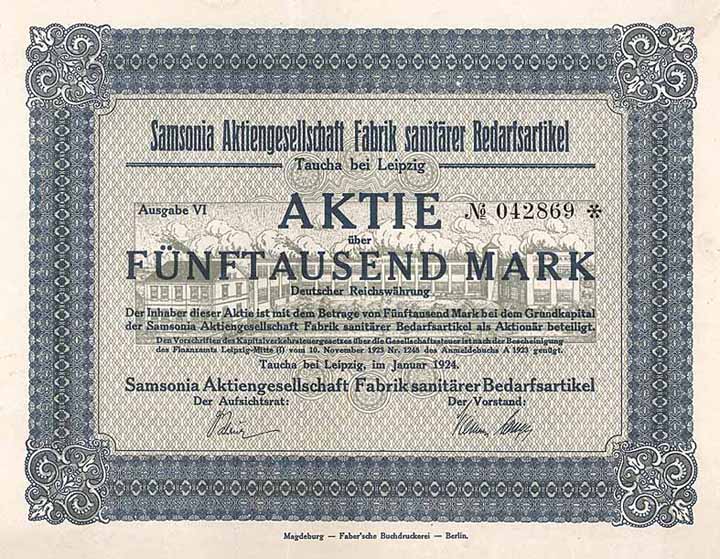 Samsonia Aktiengesellschaft Fabrik sanitärer Bedarfsartikel
Taucha bei Leipzig
Ausgabe VI AKTIE № 042869 *
über
FÜNFTAUSEND MARK
Deutscher Reichswährung
Der Inhaber dieser Aktie ist mit dem Betrage von Fünftausend Mark bei dem Grundkapital
der Samsonia Aktiengesellschaft Fabrik sanitärer Bedarfsartikel als Aktionär beteiligt.
Den Vorschriften des Kapitalverkehrsteuergesetzes über die Gesellschaftsteuer ist nach der Bescheinigung
des Finanzamts Leipzig-Mitte (I) vom 10. November 1923 Nr. 1248 des Anmeldebuchs A 1923 genügt.
Taucha bei Leipzig, im Januar 1924.
Samsonia Aktiengesellschaft Fabrik sanitärer Bedarfsartikel
Der Aufsichtsrat: Der Vorstand:
Magdeburg — Faber'sche Buchdruckerei — Berlin.